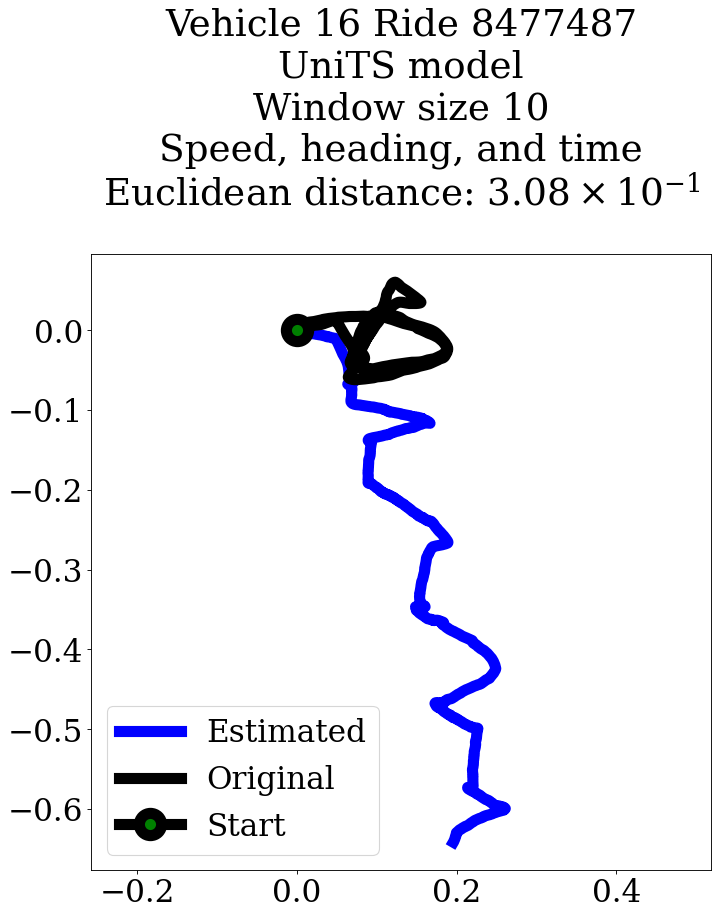 Vehicle 16 Ride 8477487
UniTS model
Window size 10
Speed, heading, and time
Euclidean distance: 3.08 × 10⁻¹
0.0
−0.1
−0.2
−0.3
−0.4
−0.5
−0.6
Estimated
Original
Start
−0.2 0.0 0.2 0.4